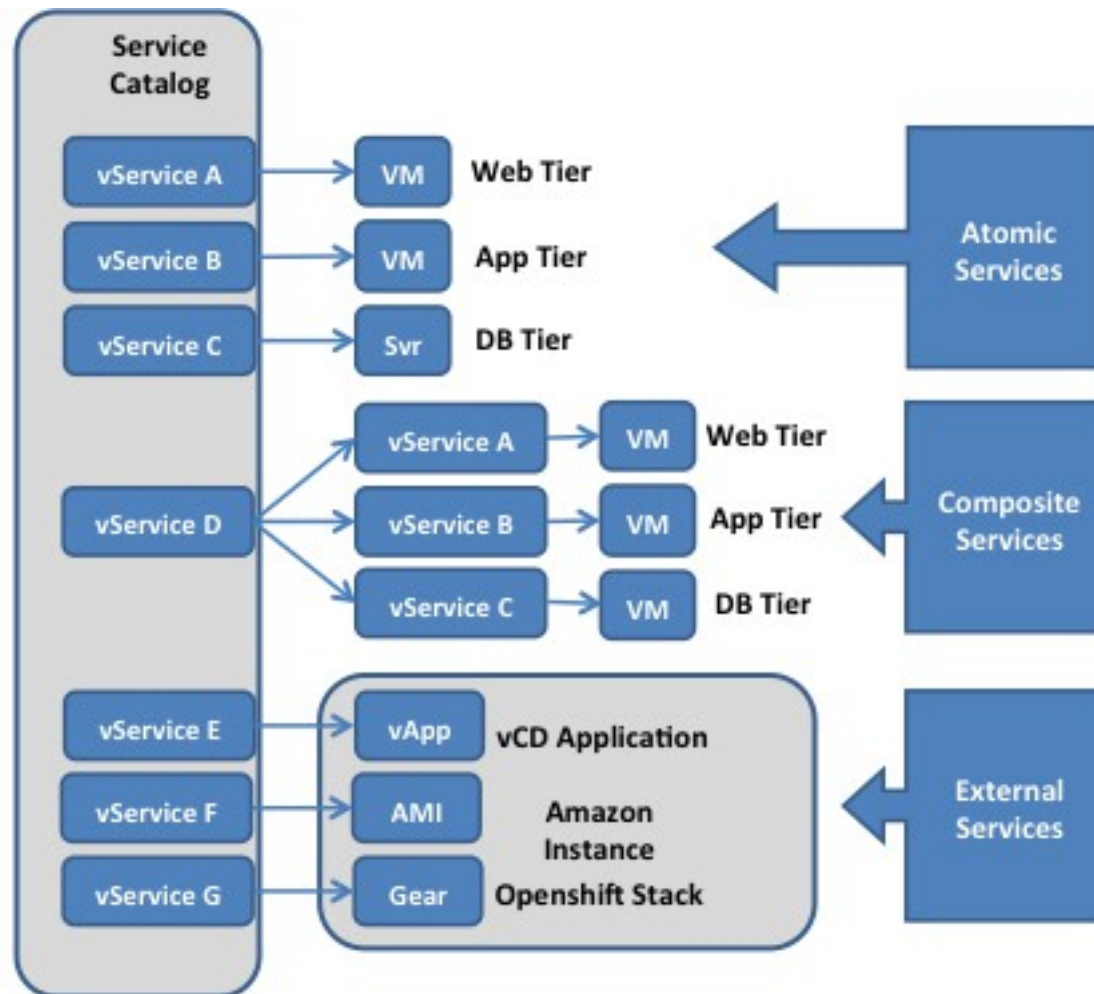 Service
Catalog
vService A
VM
Web Tier
vService B
VM
App Tier
vService C
Svr
DB Tier
Atomic
Services
vService D
vService A
VM
Web Tier
vService B
VM
App Tier
vService C
VM
DB Tier
Composite
Services
vService E
vApp
vCD Application
vService F
AMI
Amazon
Instance
vService G
Gear
Openshift Stack
External
Services